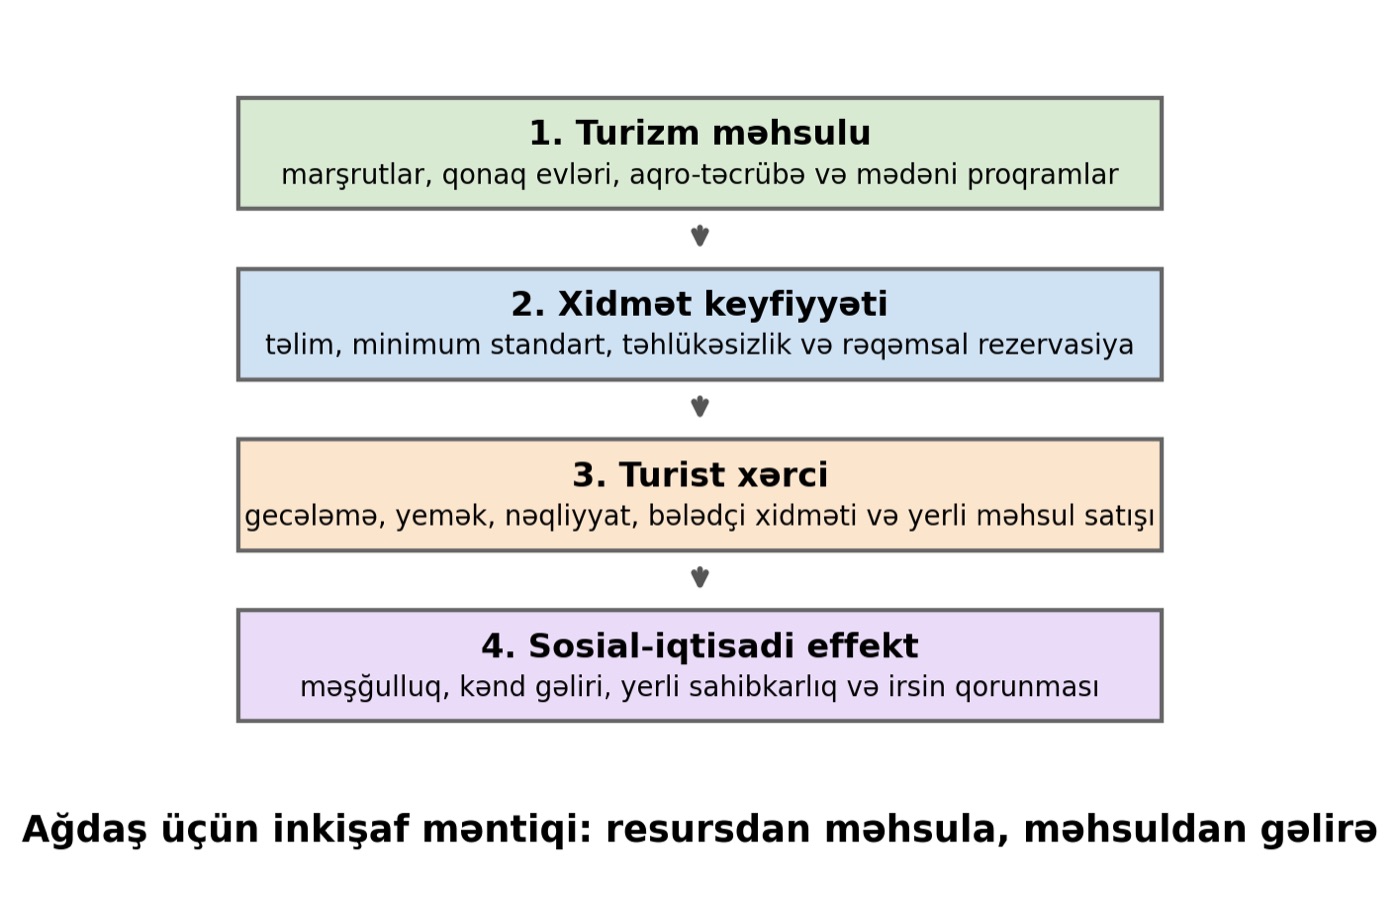 1. Turizm məhsulu
marşrutlar, qonaq evləri, aqro-təcrübə və mədəni proqramlar
2. Xidmət keyfiyyəti
təlim, minimum standart, təhlükəsizlik və rəqəmsal rezervasiya
3. Turist xərci
gecələmə, yemək, nəqliyyat, bələdçi xidməti və yerli məhsul satışı
4. Sosial-iqtisadi effekt
məşğulluq, kənd gəliri, yerli sahibkarlıq və irsin qorunması
Ağdaş üçün inkişaf məntiqi: resursdan məhsula, məhsuldan gəlirə